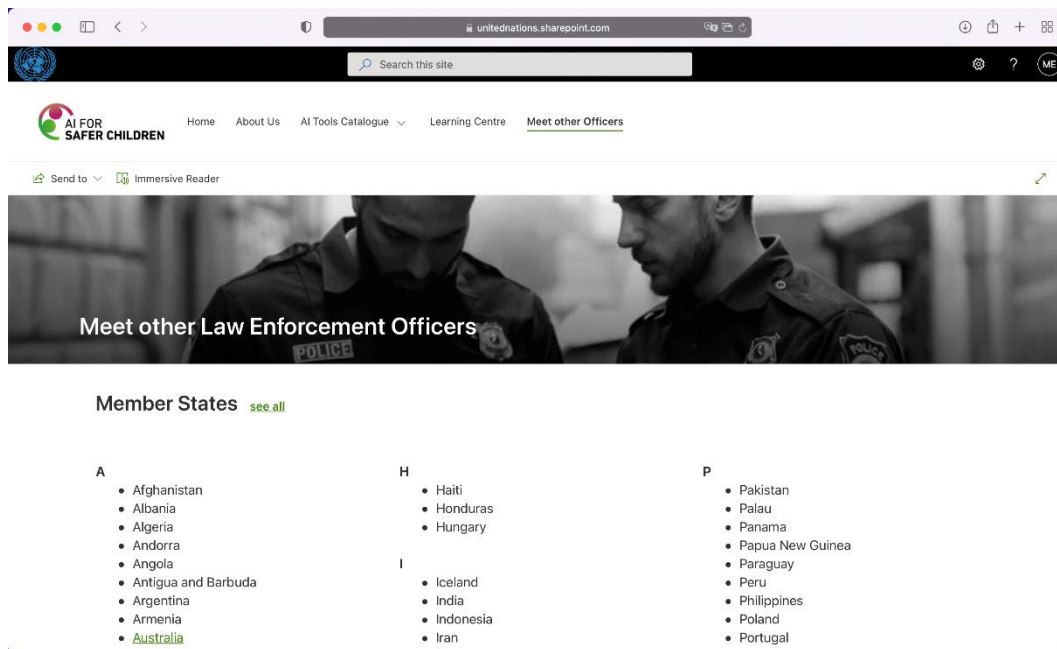 unitednations.sharepoint.com
Search this site
?
ME
AI FOR
SAFER CHILDREN
Home
About Us
AI Tools Catalogue
Learning Centre
Meet other Officers
Send to
Immersive Reader
Meet other Law Enforcement Officers
POLICE
POLICE
Member States see all
A
• Afghanistan
• Albania
• Algeria
• Andorra
• Angola
• Antigua and Barbuda
• Argentina
• Armenia
• Australia
H
• Haiti
• Honduras
• Hungary
I
• Iceland
• India
• Indonesia
• Iran
P
• Pakistan
• Palau
• Panama
• Papua New Guinea
• Paraguay
• Peru
• Philippines
• Poland
• Portugal